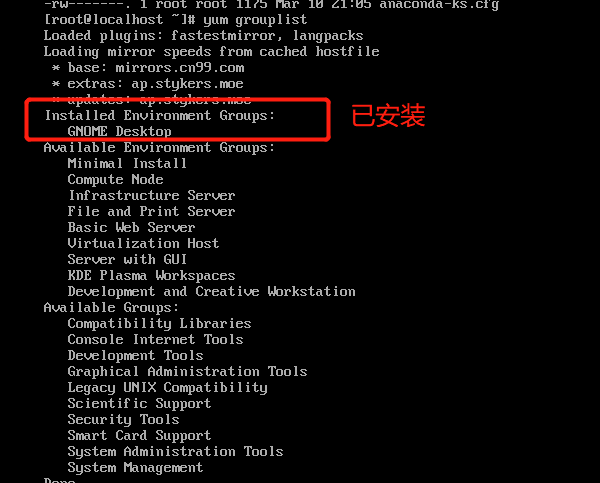 -rw-------. 1 root root 1175 Mar 10 21:05 anaconda-ks.cfg
[root@localhost ~]# yum grouplist
Loaded plugins: fastestmirror, langpacks
Loading mirror speeds from cached hostfile
* base: mirrors.cn99.com
* extras: ap.stykers.moe
* updates: ap.stykers.moe
Installed Environment Groups:
GNOME Desktop
已安装
Available Environment Groups:
Minimal Install
Compute Node
Infrastructure Server
File and Print Server
Basic Web Server
Virtualization Host
Server with GUI
KDE Plasma Workspaces
Development and Creative Workstation
Available Groups:
Compatibility Libraries
Console Internet Tools
Development Tools
Graphical Administration Tools
Legacy UNIX Compatibility
Scientific Support
Security Tools
Smart Card Support
System Administration Tools
System Management
Done